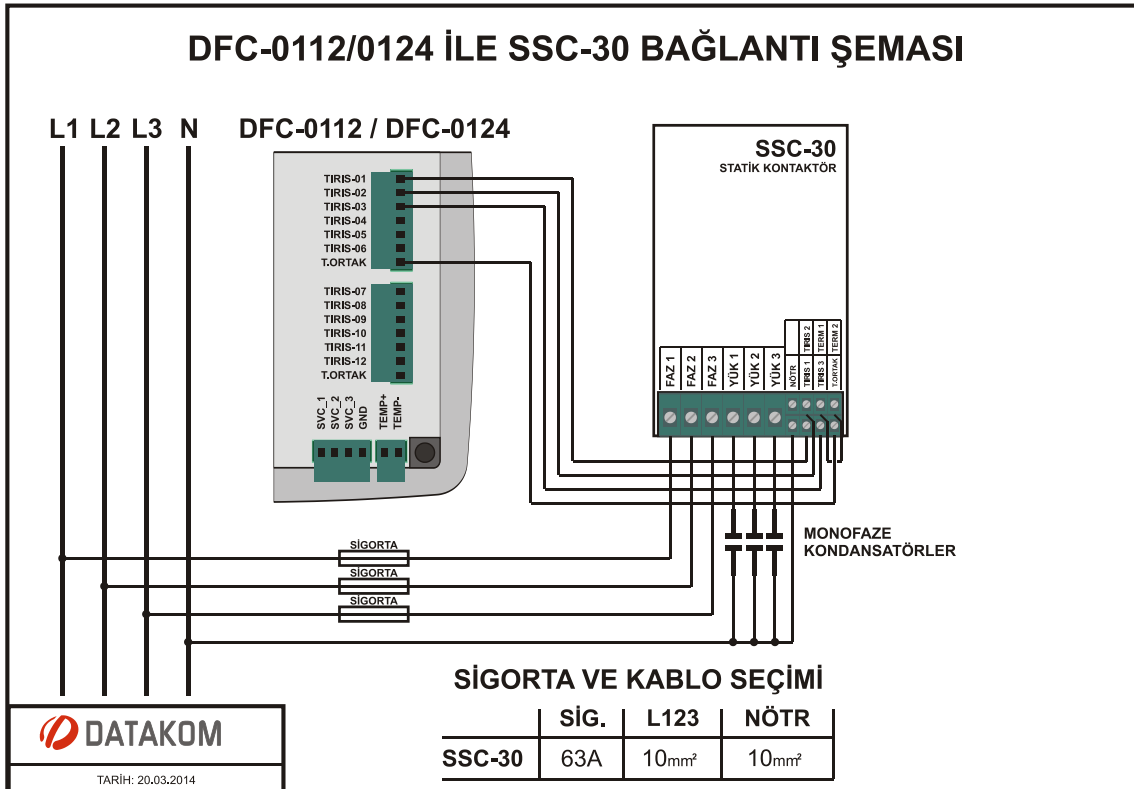 DFC-0112/0124 İLE SSC-30 BAĞLANTI ŞEMASI
L1 L2 L3 N
DFC-0112 / DFC-0124
TIRIS-01
TIRIS-02
TIRIS-03
TIRIS-04
TIRIS-05
TIRIS-06
T.ORTAK
TIRIS-07
TIRIS-08
TIRIS-09
TIRIS-10
TIRIS-11
TIRIS-12
T.ORTAK
SVC_1
SVC_2
SVC_3
GND
TEMP+
TEMP-
SSC-30
STATİK KONTAKTÖR
FAZ 1
FAZ 2
FAZ 3
YÜK 1
YÜK 2
YÜK 3
NÖTR
TIRIS 2
TIRIS 1
TERM 1
TIRIS 3
TERM 2
T.ORTAK
MONOFAZE
KONDANSATÖRLER
SİGORTA
SİGORTA
SİGORTA
SİGORTA VE KABLO SEÇİMİ
SİG. L123 NÖTR
SSC-30 63A 10mm² 10mm²
DATAKOM
TARİH: 20.03.2014